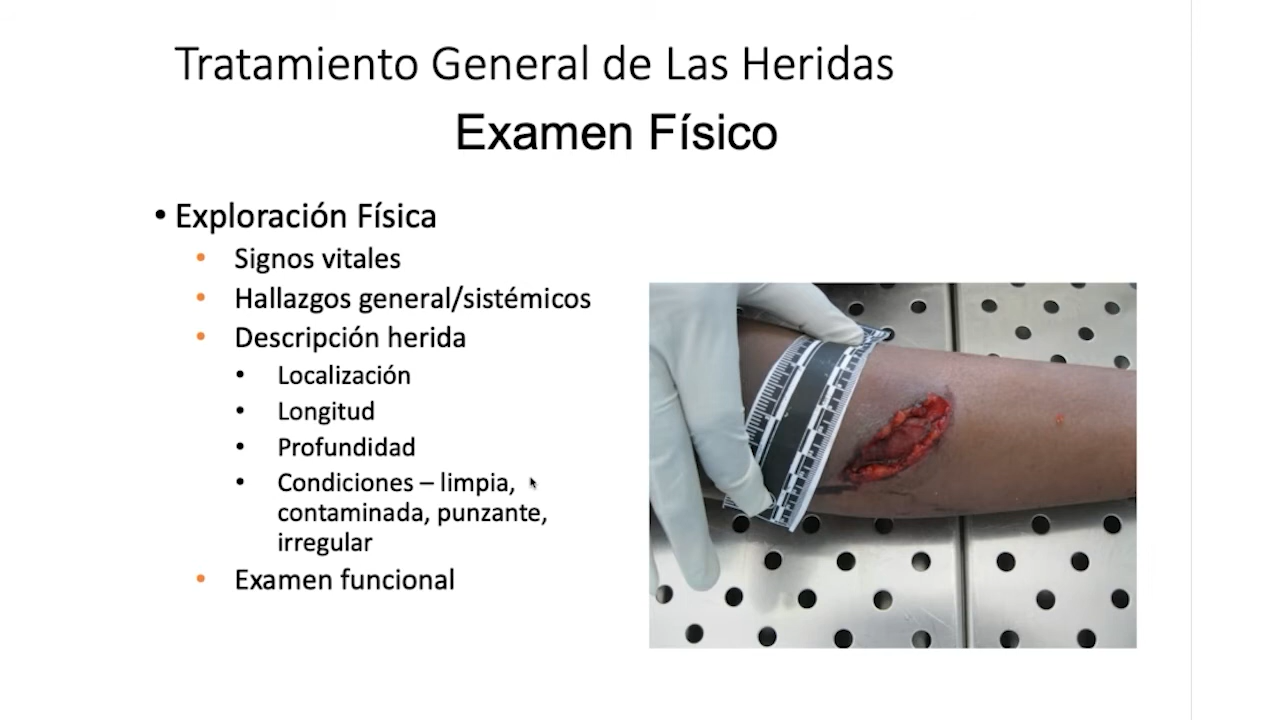 Tratamiento General de Las Heridas
Examen Físico
• Exploración Física
• Signos vitales
• Hallazgos general/sistémicos
• Descripción herida
• Localización
• Longitud
• Profundidad
• Condiciones – limpia,
contaminada, punzante,
irregular
• Examen funcional